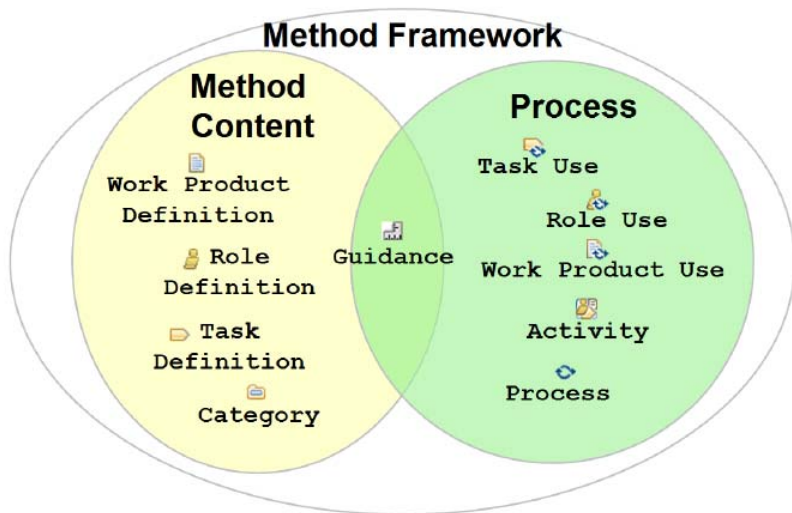 Method Framework
Method
Content
Work Product
Definition
Role
Definition
Task
Definition
Category
Guidance
Process
Task Use
Role Use
Work Product Use
Activity
Process